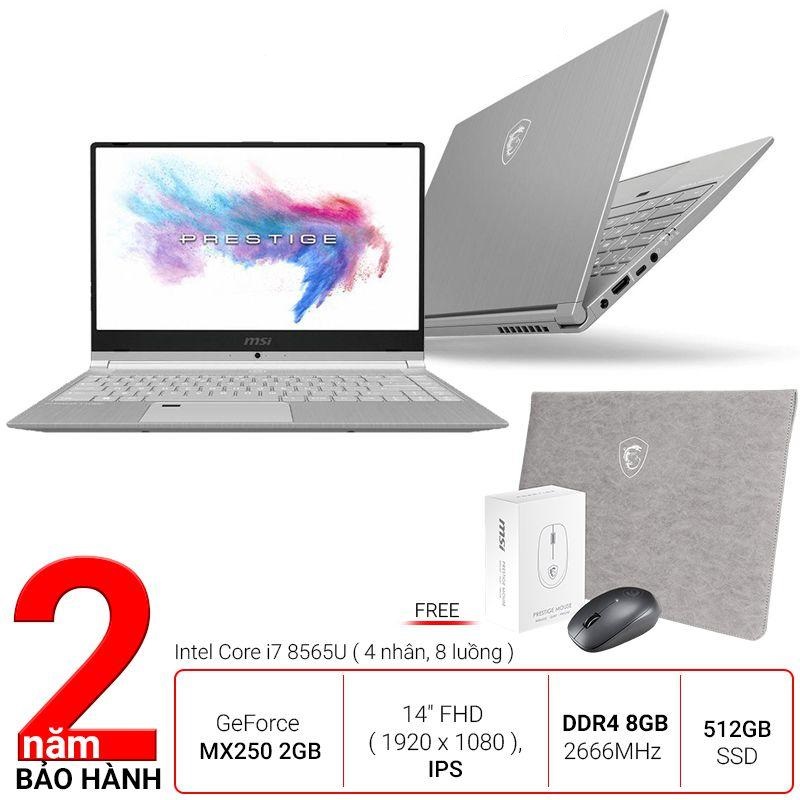 PRESTIGE
msi
msi
PRESTIGE MOUSE
FREE
Intel Core i7 8565U ( 4 nhân, 8 luồng )
2
năm
BẢO HÀNH
GeForce
MX250 2GB
14" FHD
( 1920 x 1080 ),
IPS
DDR4 8GB
2666MHz
512GB
SSD